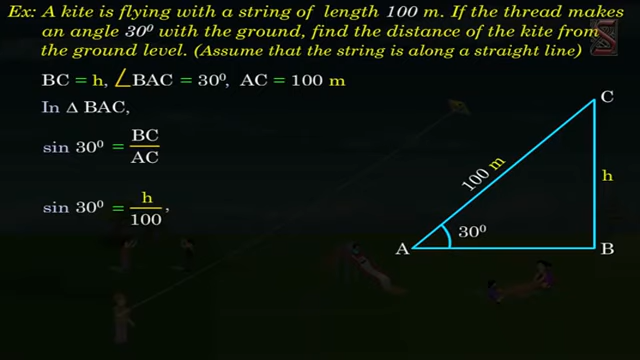 Ex: A kite is flying with a string of length 100 m. If the thread makes
an angle 30⁰ with the ground, find the distance of the kite from
the ground level. (Assume that the string is along a straight line)
BC = h, ∠BAC = 30⁰, AC = 100 m
In Δ BAC,
sin 30⁰ = BC/AC
sin 30⁰ = h/100,
C
100 m
h
30⁰
A
B